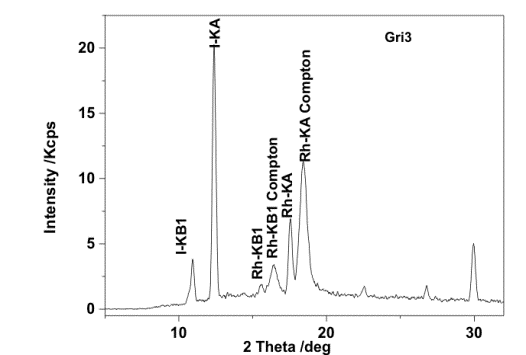 Gri3
I-KA
Rh-KA Compton
I-KB1
Rh-KB1
Rh-KB1 Compton
Rh-KA
Intensity /Kcps
20
15
10
5
0
10 20 30
2 Theta /deg